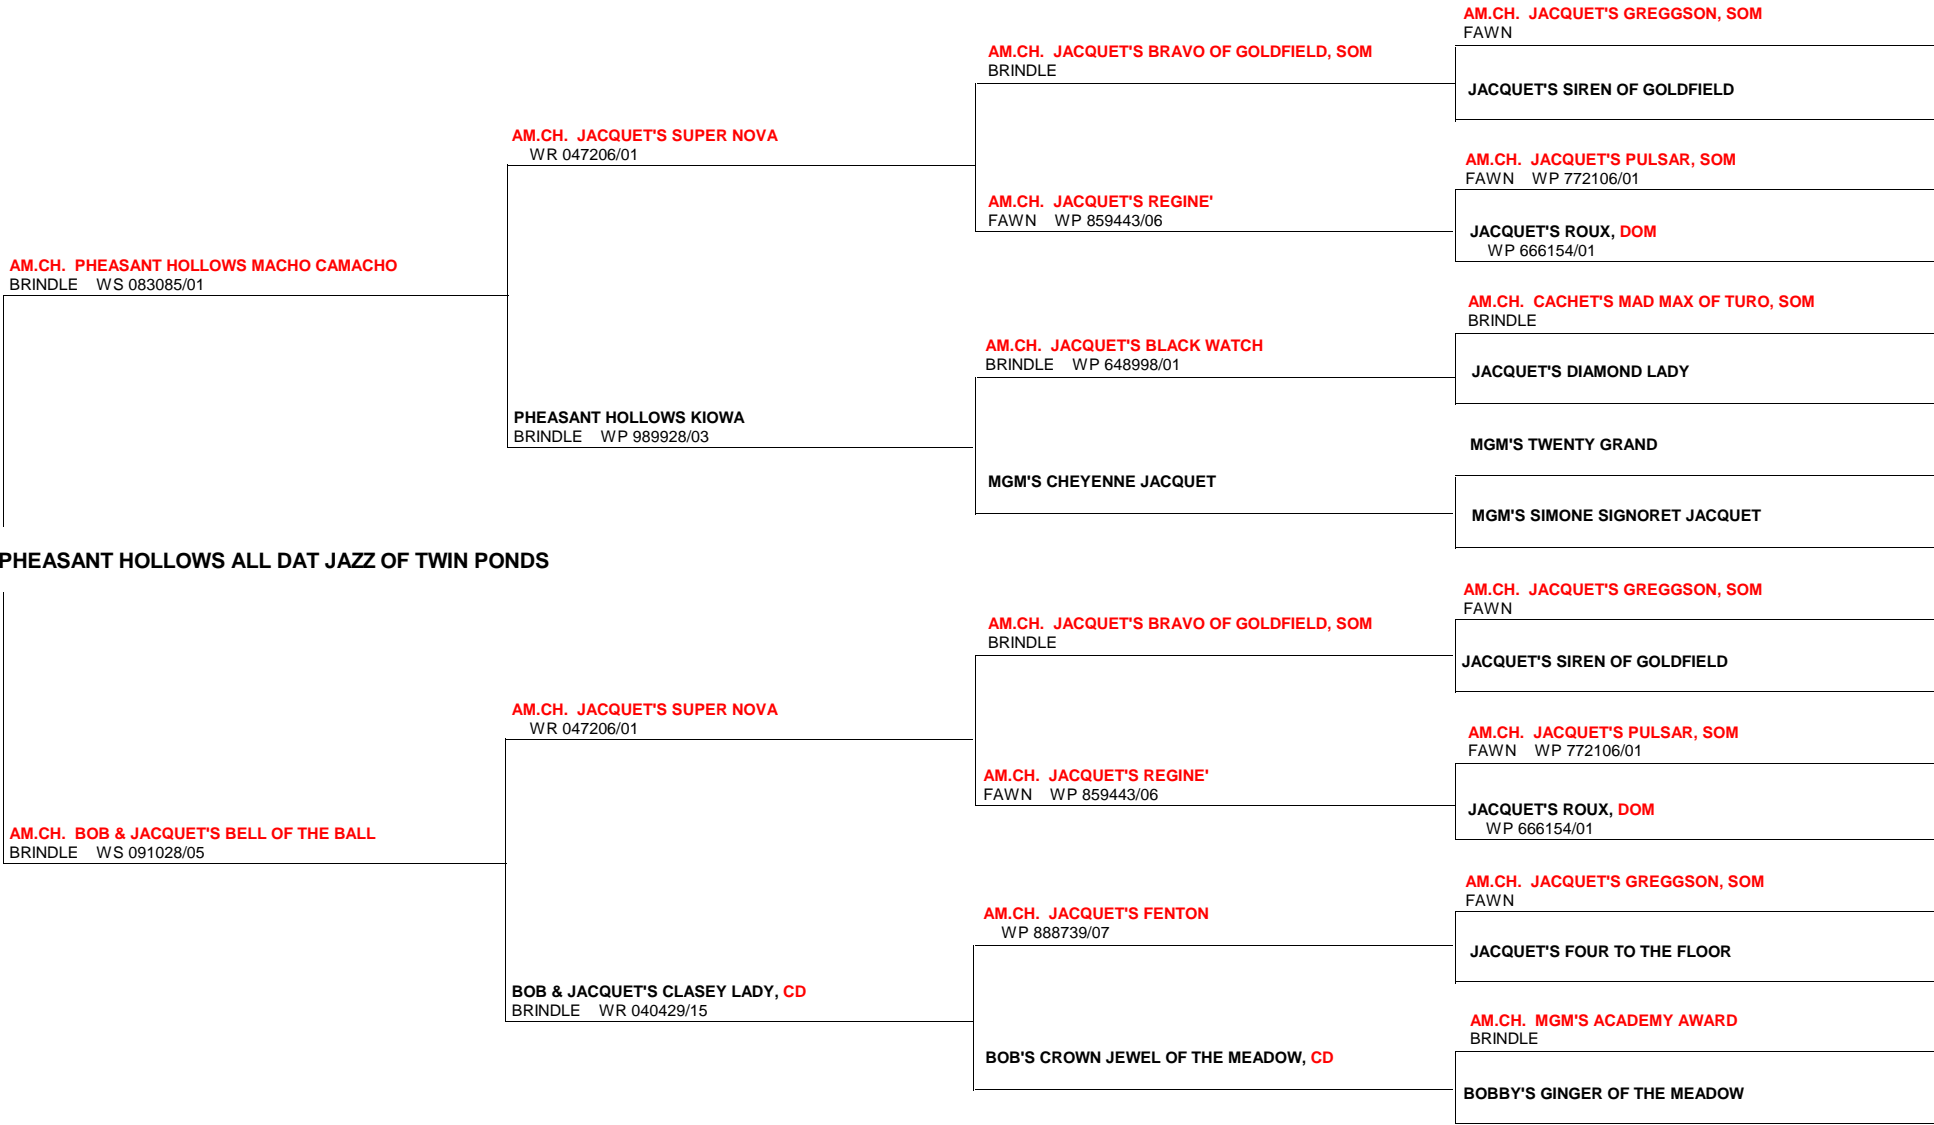 AM.CH. JACQUET'S GREGGSON, SOM
FAWN
AM.CH. JACQUET'S BRAVO OF GOLDFIELD, SOM
BRINDLE
JACQUET'S SIREN OF GOLDFIELD
AM.CH. JACQUET'S SUPER NOVA
WR 047206/01
AM.CH. JACQUET'S PULSAR, SOM
FAWN WP 772106/01
AM.CH. JACQUET'S REGINE'
FAWN WP 859443/06
JACQUET'S ROUX, DOM
WP 666154/01
AM.CH. PHEASANT HOLLOWS MACHO CAMACHO
BRINDLE WS 083085/01
AM.CH. CACHET'S MAD MAX OF TURO, SOM
BRINDLE
AM.CH. JACQUET'S BLACK WATCH
BRINDLE WP 648998/01
JACQUET'S DIAMOND LADY
PHEASANT HOLLOWS KIOWA
BRINDLE WP 989928/03
MGM'S TWENTY GRAND
MGM'S CHEYENNE JACQUET
MGM'S SIMONE SIGNORET JACQUET
PHEASANT HOLLOWS ALL DAT JAZZ OF TWIN PONDS
AM.CH. JACQUET'S GREGGSON, SOM
FAWN
AM.CH. JACQUET'S BRAVO OF GOLDFIELD, SOM
BRINDLE
JACQUET'S SIREN OF GOLDFIELD
AM.CH. JACQUET'S SUPER NOVA
WR 047206/01
AM.CH. JACQUET'S PULSAR, SOM
FAWN WP 772106/01
AM.CH. JACQUET'S REGINE'
FAWN WP 859443/06
JACQUET'S ROUX, DOM
WP 666154/01
AM.CH. BOB & JACQUET'S BELL OF THE BALL
BRINDLE WS 091028/05
AM.CH. JACQUET'S GREGGSON, SOM
FAWN
AM.CH. JACQUET'S FENTON
WP 888739/07
JACQUET'S FOUR TO THE FLOOR
BOB & JACQUET'S CLASEY LADY, CD
BRINDLE WR 040429/15
AM.CH. MGM'S ACADEMY AWARD
BRINDLE
BOB'S CROWN JEWEL OF THE MEADOW, CD
BOBBY'S GINGER OF THE MEADOW